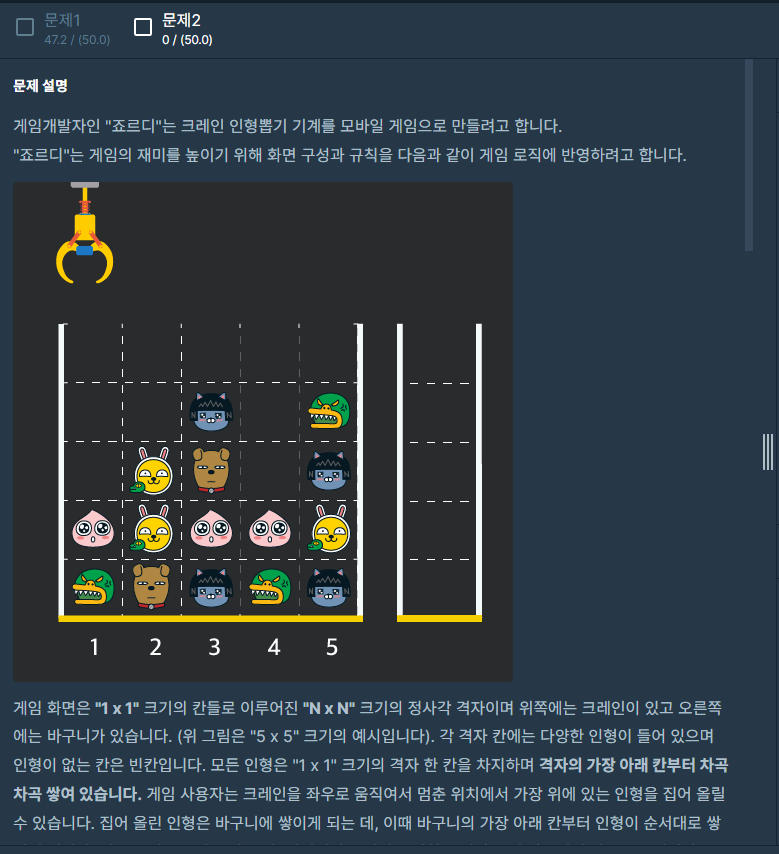 문제1
47.2 / (50.0)
문제2
0 / (50.0)
문제 설명
게임개발자인 "죠르디"는 크레인 인형뽑기 기계를 모바일 게임으로 만들려고 합니다.
"죠르디"는 게임의 재미를 높이기 위해 화면 구성과 규칙을 다음과 같이 게임 로직에 반영하려고 합니다.
1 2 3 4 5
게임 화면은 "1 x 1" 크기의 칸들로 이루어진 "N x N" 크기의 정사각 격자이며 위쪽에는 크레인이 있고 오른쪽
에는 바구니가 있습니다. (위 그림은 "5 x 5" 크기의 예시입니다). 각 격자 칸에는 다양한 인형이 들어 있으며
인형이 없는 칸은 빈칸입니다. 모든 인형은 "1 x 1" 크기의 격자 한 칸을 차지하며 격자의 가장 아래 칸부터 차곡
차곡 쌓여 있습니다. 게임 사용자는 크레인을 좌우로 움직여서 멈춘 위치에서 가장 위에 있는 인형을 집어 올릴
수 있습니다. 집어 올린 인형은 바구니에 쌓이게 되는 데, 이때 바구니의 가장 아래 칸부터 인형이 순서대로 쌓